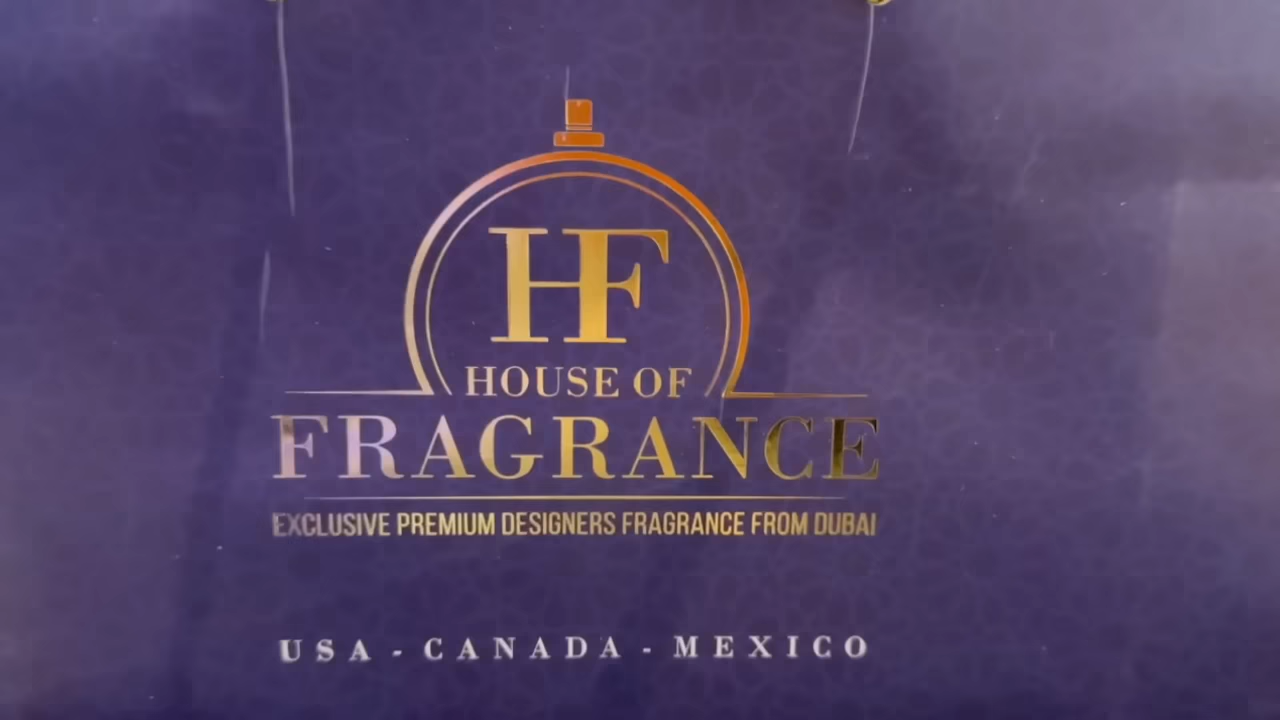 HF
HOUSE OF
FRAGRANCE
EXCLUSIVE PREMIUM DESIGNERS FRAGRANCE FROM DUBAI
USA - CANADA - MEXICO